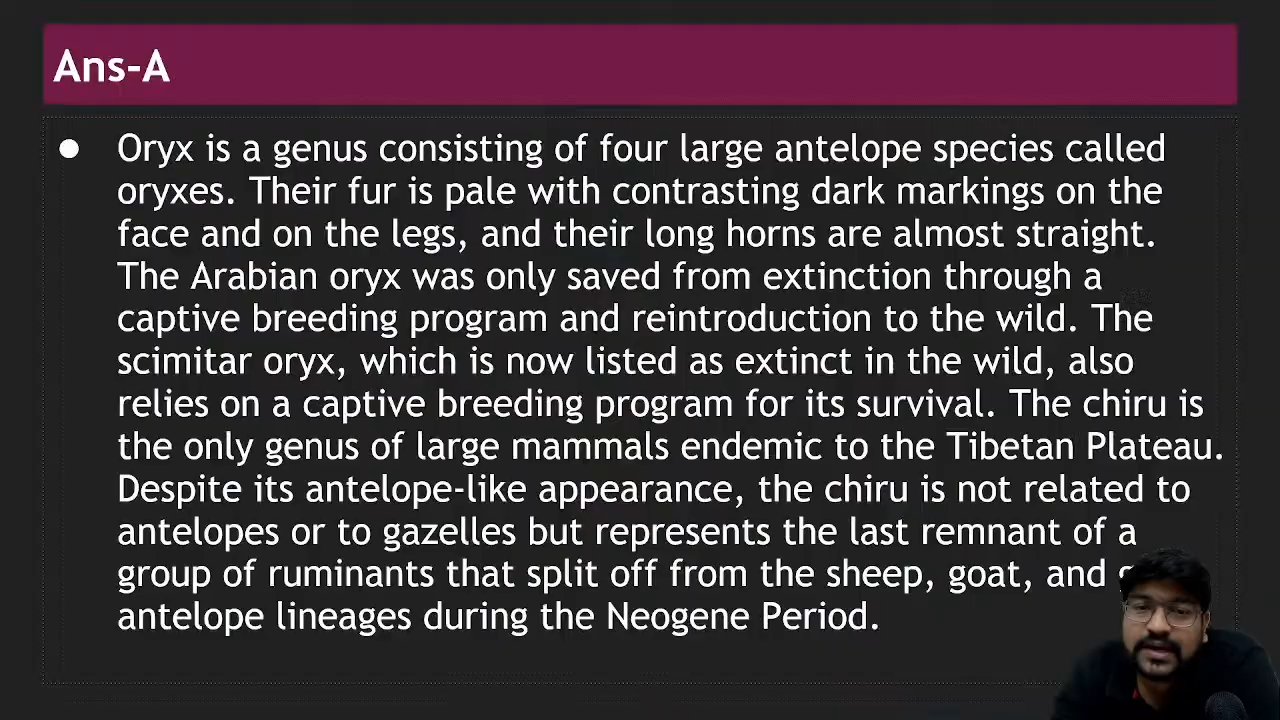 Ans-A
● Oryx is a genus consisting of four large antelope species called
oryxes. Their fur is pale with contrasting dark markings on the
face and on the legs, and their long horns are almost straight.
The Arabian oryx was only saved from extinction through a
captive breeding program and reintroduction to the wild. The
scimitar oryx, which is now listed as extinct in the wild, also
relies on a captive breeding program for its survival. The chiru is
the only genus of large mammals endemic to the Tibetan Plateau.
Despite its antelope-like appearance, the chiru is not related to
antelopes or to gazelles but represents the last remnant of a
group of ruminants that split off from the sheep, goat, and
antelope lineages during the Neogene Period.